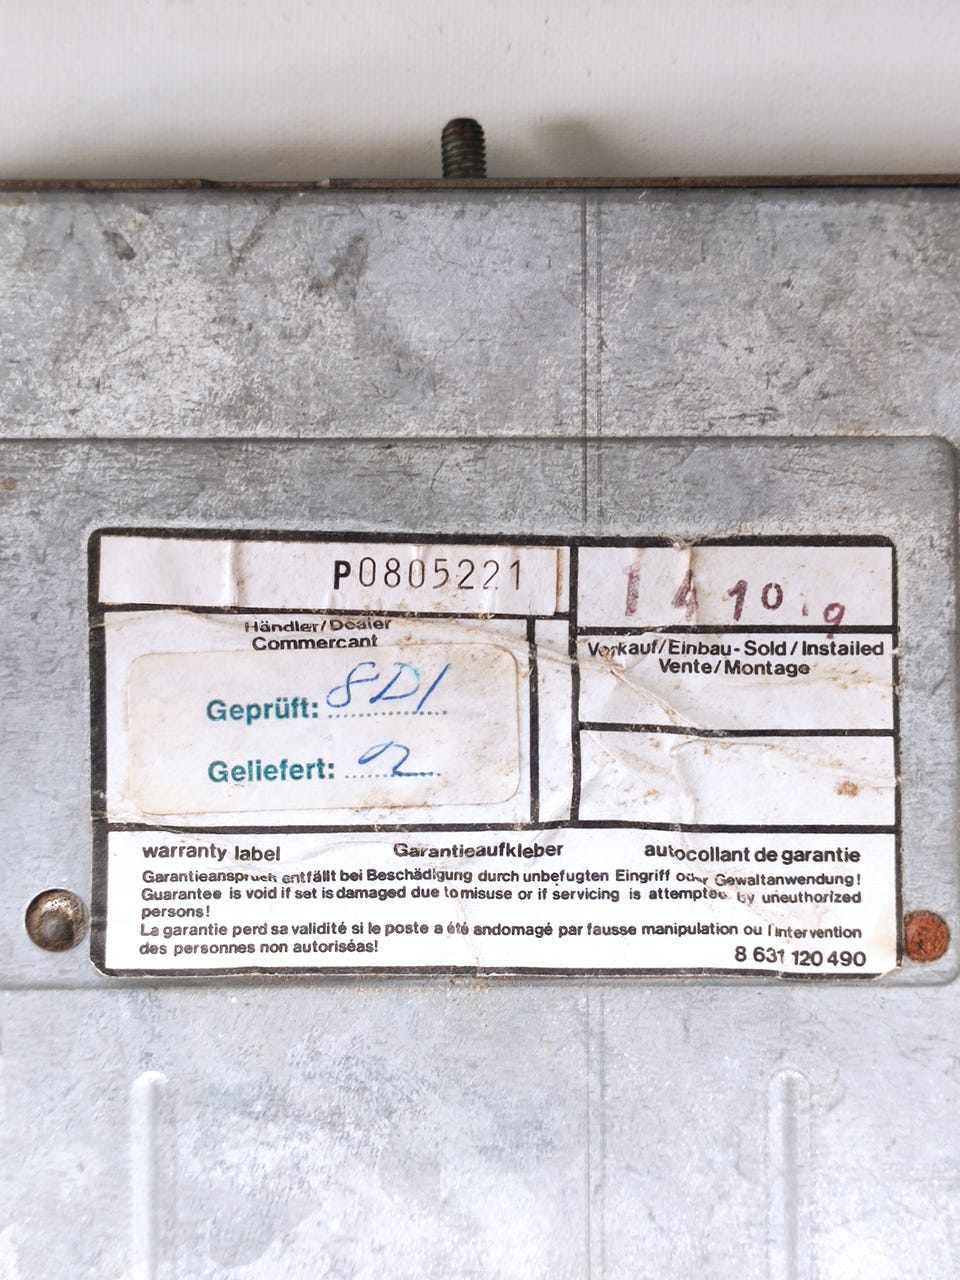 P0805221
14 10 . 9
Händler/Dealer
Commercant
Verkauf/Einbau-Sold/Installed
Vente/Montage
Geprüft: 8D1
Geliefert:
warranty label Garantieaufkleber autocollant de garantie
Garantieanspruch entfällt bei Beschädigung durch unbefugten Eingriff oder Gewaltanwendung!
Guarantee is void if set is damaged due to misuse or if servicing is attempted by uneuthorized
persons!
La garantie perd sa validité si le poste a été andomagé par fausse manipulation ou l'intervention
des personnes non autoriséas!
8 631 120 490